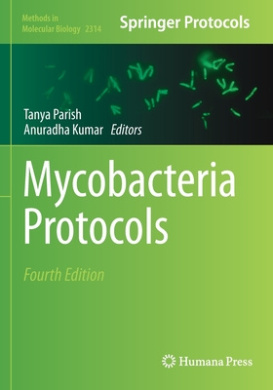 Methods in
Molecular Biology 2314
Springer Protocols
Tanya Parish
Anuradha Kumar Editors
Mycobacteria
Protocols
Fourth Edition
Humana Press